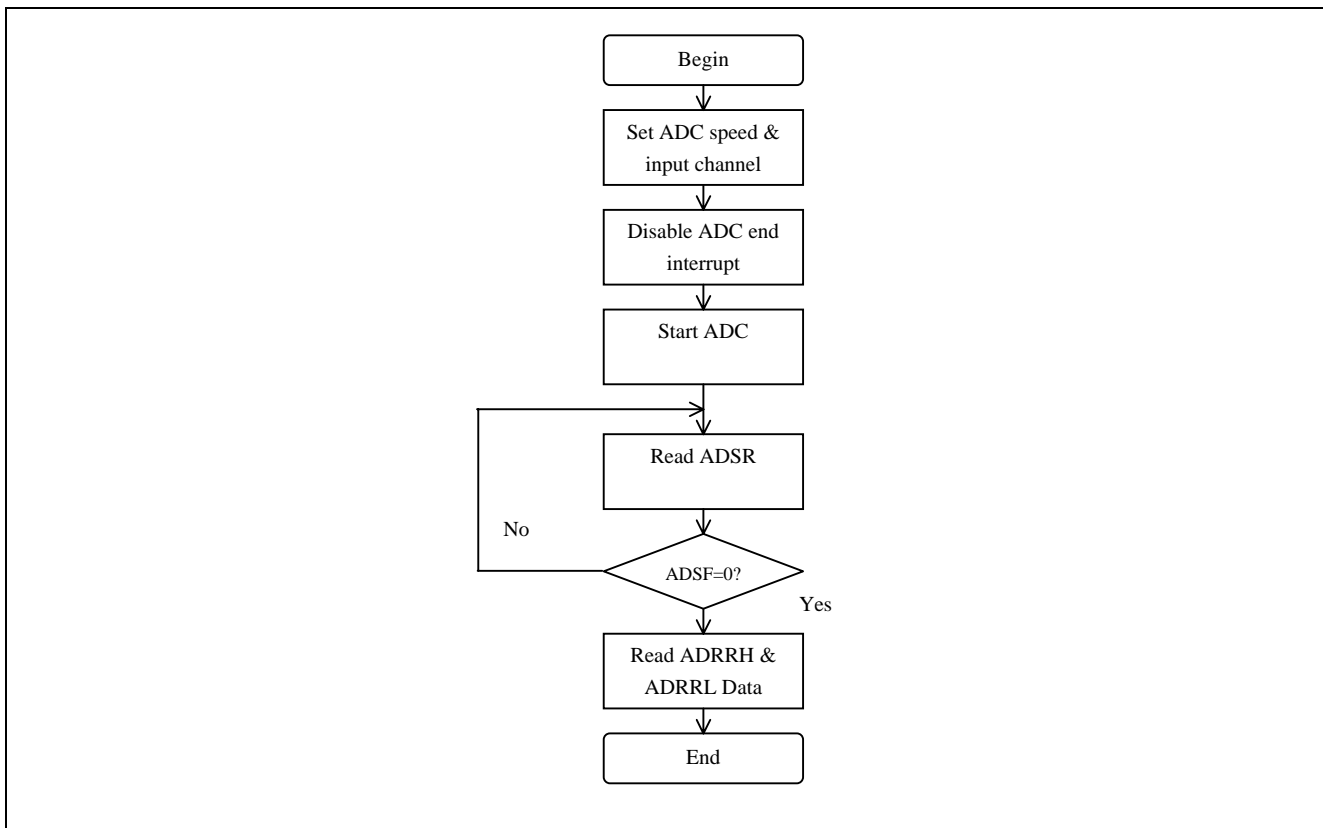 Begin
Set ADC speed &
input channel
Disable ADC end
interrupt
Start ADC
Read ADSR
No
ADSF=0?
Yes
Read ADRRH &
ADRRL Data
End